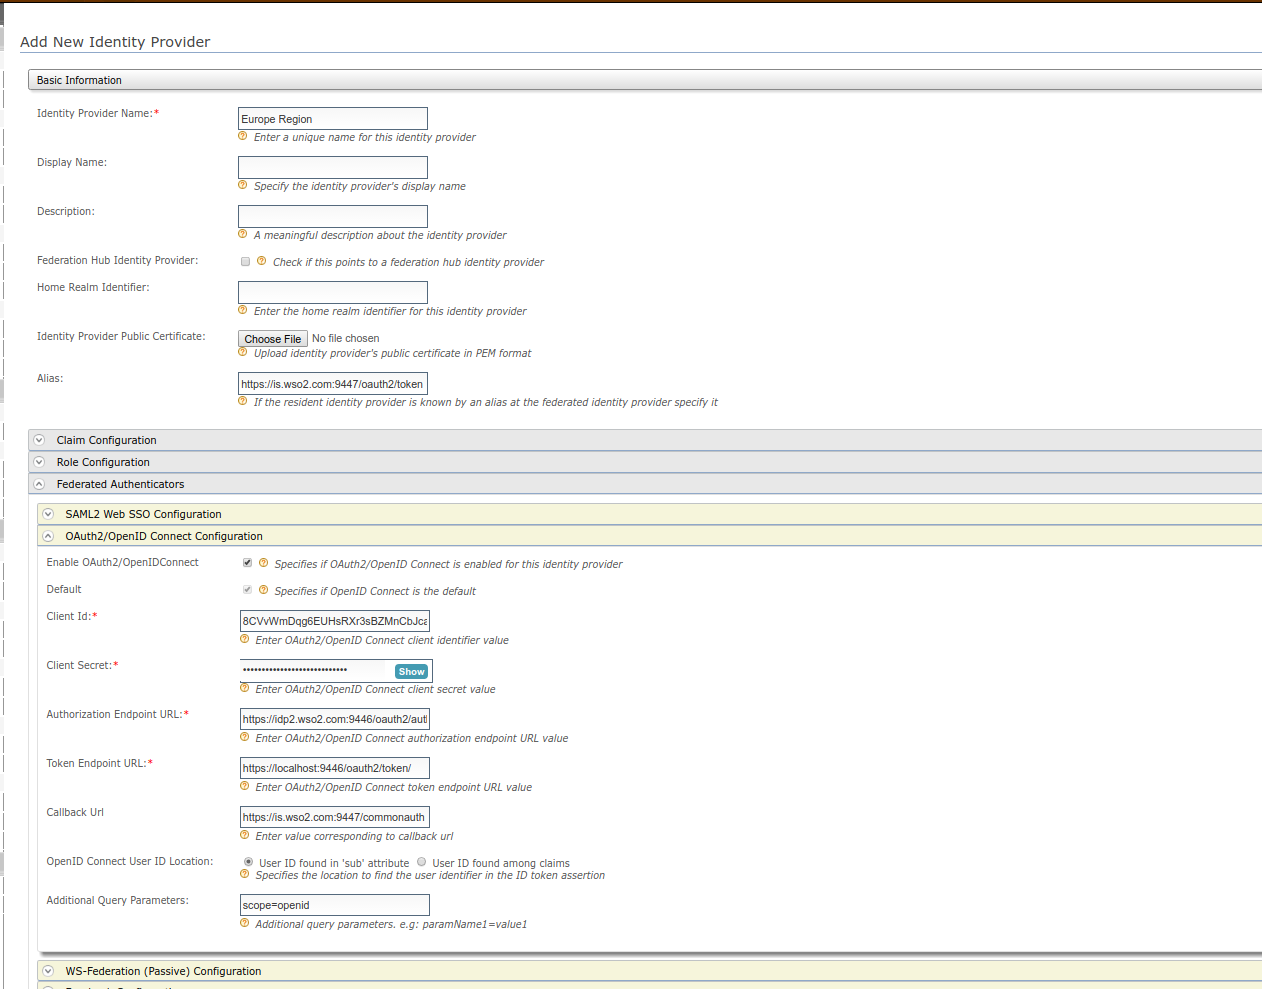 Add New Identity Provider
Basic Information
Identity Provider Name:*
Europe Region
Enter a unique name for this identity provider
Display Name:
Specify the identity provider's display name
Description:
A meaningful description about the identity provider
Federation Hub Identity Provider:
Check if this points to a federation hub identity provider
Home Realm Identifier:
Enter the home realm identifier for this identity provider
Identity Provider Public Certificate:
Choose File No file chosen
Upload identity provider's public certificate in PEM format
Alias:
https://is.wso2.com:9447/oauth2/token
If the resident identity provider is known by an alias at the federated identity provider specify it
Claim Configuration
Role Configuration
Federated Authenticators
SAML2 Web SSO Configuration
OAuth2/OpenID Connect Configuration
Enable OAuth2/OpenIDConnect
Specifies if OAuth2/OpenID Connect is enabled for this identity provider
Default
Specifies if OpenID Connect is the default
Client Id:*
8CVvWmDqg6EUHsRXr3sBZMnCbJca
Enter OAuth2/OpenID Connect client identifier value
Client Secret:*
Show
Enter OAuth2/OpenID Connect client secret value
Authorization Endpoint URL:*
https://idp2.wso2.com:9446/oauth2/aut
Enter OAuth2/OpenID Connect authorization endpoint URL value
Token Endpoint URL:*
https://localhost:9446/oauth2/token/
Enter OAuth2/OpenID Connect token endpoint URL value
Callback Url
https://is.wso2.com:9447/commonauth
Enter value corresponding to callback url
OpenID Connect User ID Location:
User ID found in 'sub' attribute User ID found among claims
Specifies the location to find the user identifier in the ID token assertion
Additional Query Parameters:
scope=openid
Additional query parameters. e.g: paramName1=value1
WS-Federation (Passive) Configuration